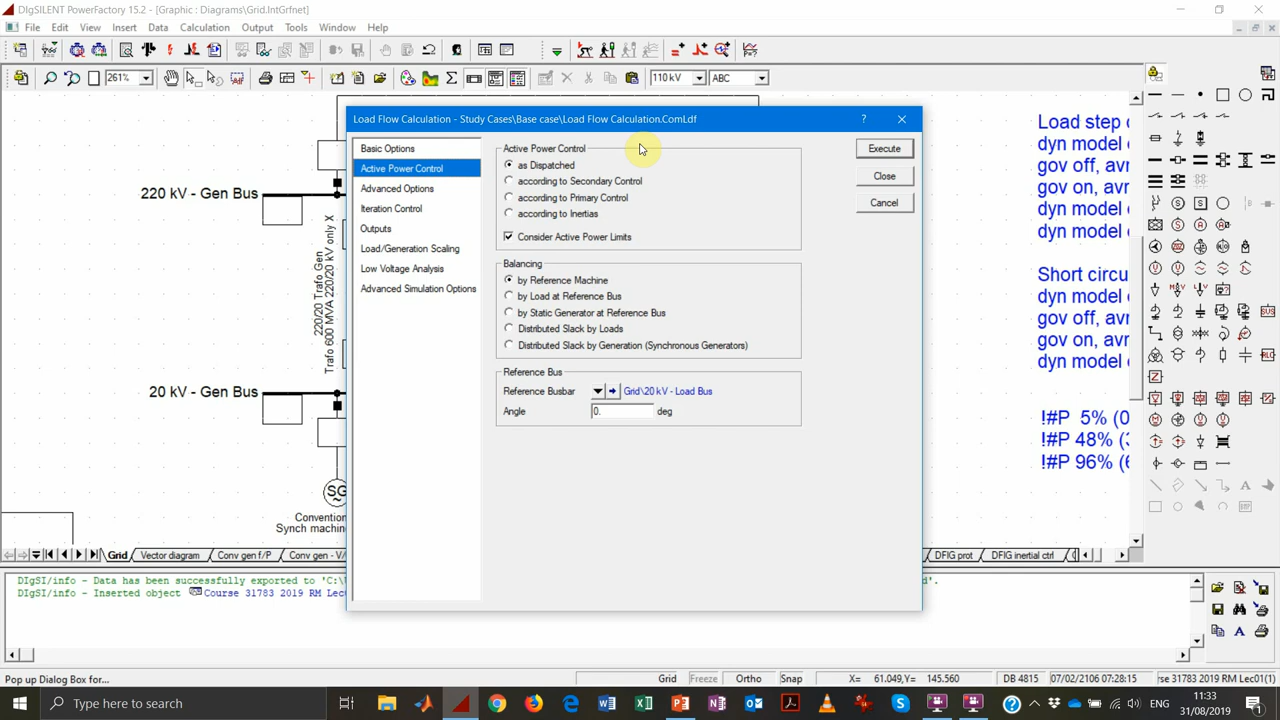 DIgSILENT PowerFactory 15.2 - [Graphic : Diagrams\Grid.IntGrfnet]
File Edit View Insert Data Calculation Output Tools Window Help
261% 110 kV ABC
Load Flow Calculation - Study Cases\Base case\Load Flow Calculation.ComLdf ?
Basic Options
Active Power Control
Advanced Options
Iteration Control
Outputs
Load/Generation Scaling
Low Voltage Analysis
Advanced Simulation Options
Active Power Control
as Dispatched
according to Secondary Control
according to Primary Control
according to Inertias
Consider Active Power Limits
Balancing
by Reference Machine
by Load at Reference Bus
by Static Generator at Reference Bus
Distributed Slack by Loads
Distributed Slack by Generation (Synchronous Generators)
Reference Bus
Reference Busbar Grid\20 kV - Load Bus
Angle 0. deg
Execute
Close
Cancel
220 kV - Gen Bus
220/20 Trafo Gen
Trafo 600 MVA 220/20 kV only X
20 kV - Gen Bus
SG
~
Convention
Synch machin
Load step
dyn model
gov off, av
gov on, av
dyn model
Short circu
dyn model
gov off, av
gov on, avr
dyn model
!#P 5% (0
!#P 48% (3
!#P 96% (6
Grid Vector diagram Conv gen f/P Conv gen - V/ DFIG prot DFIG inertial ctrl
DIgSI/info - Data has been successfully exported to 'C:\ d'.
DIgSI/info - Inserted object Course 31783 2019 RM Lec0
Pop up Dialog Box for... Grid Freeze Ortho Snap X= 61.049,Y= 145.560 DB 4815 07/02/2106 07:28:15 rse 31783 2019 RM Lec01(1)
Type here to search
11:33
31/08/2019